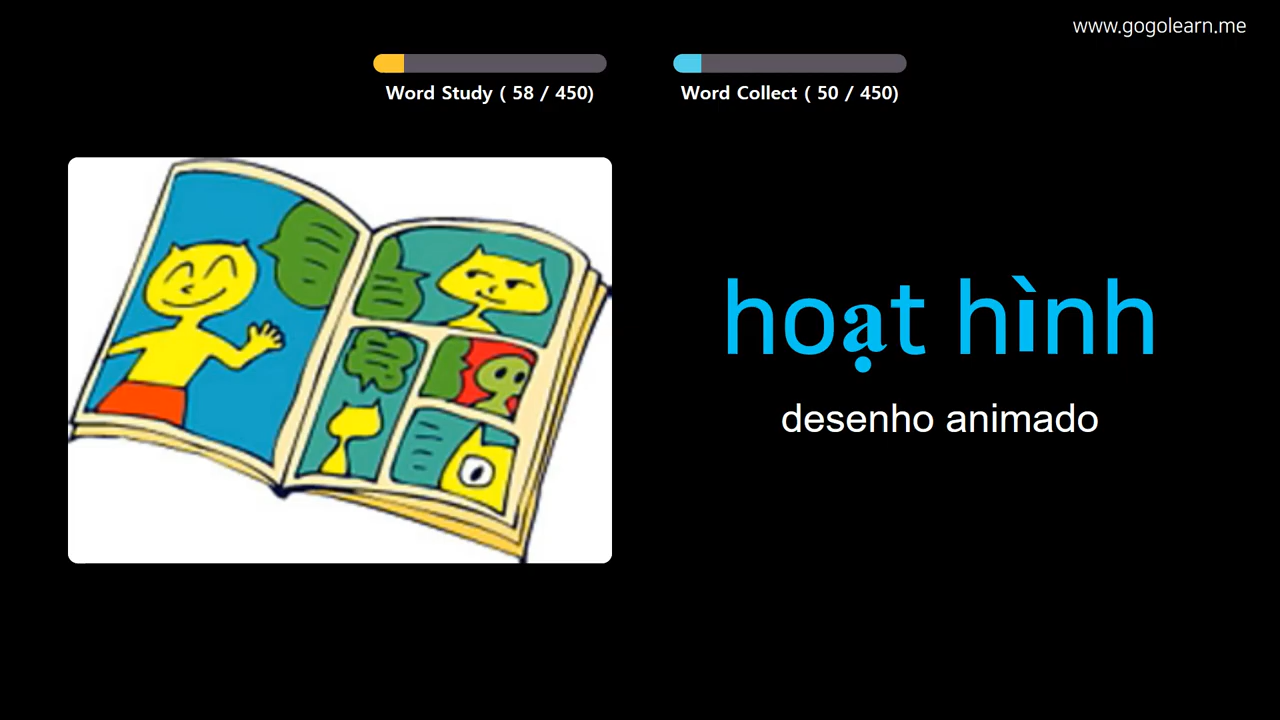 www.gogolearn.me
Word Study ( 58 / 450)
Word Collect ( 50 / 450)
hoạt hình
desenho animado